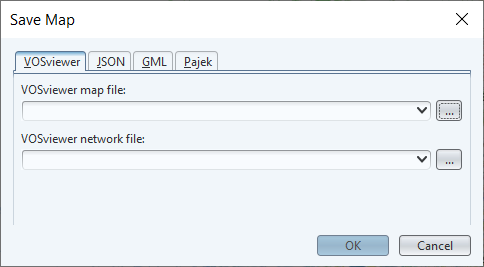 Save Map
VOSviewer JSON GML Pajek
VOSviewer map file:
...
VOSviewer network file:
...
OK Cancel